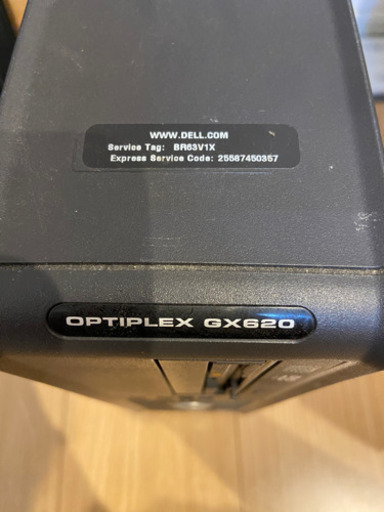 WWW.DELL.COM
Service Tag: BR63V1X
Express Service Code: 25567450357
OPTIPLEX GX620